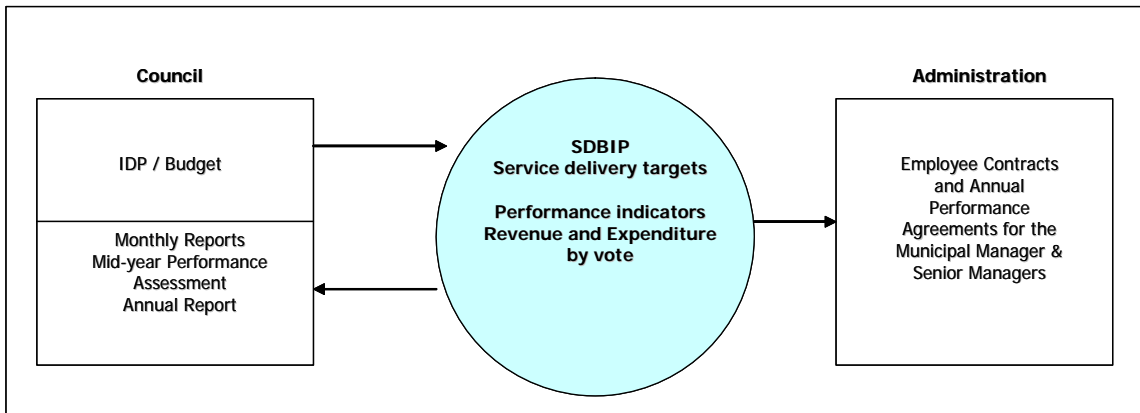 Council
IDP / Budget
Monthly Reports
Mid-year Performance
Assessment
Annual Report
SDBIP
Service delivery targets
Performance indicators
Revenue and Expenditure
by vote
Administration
Employee Contracts
and Annual
Performance
Agreements for the
Municipal Manager &
Senior Managers